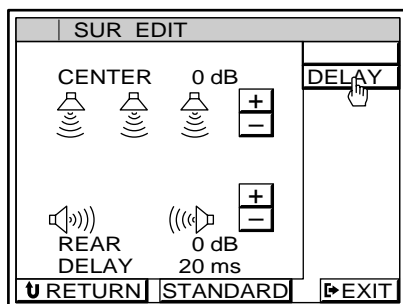 SUR EDIT
CENTER 0 dB
DELAY
+
–
+
–
REAR 0 dB
DELAY 20 ms
RETURN STANDARD EXIT